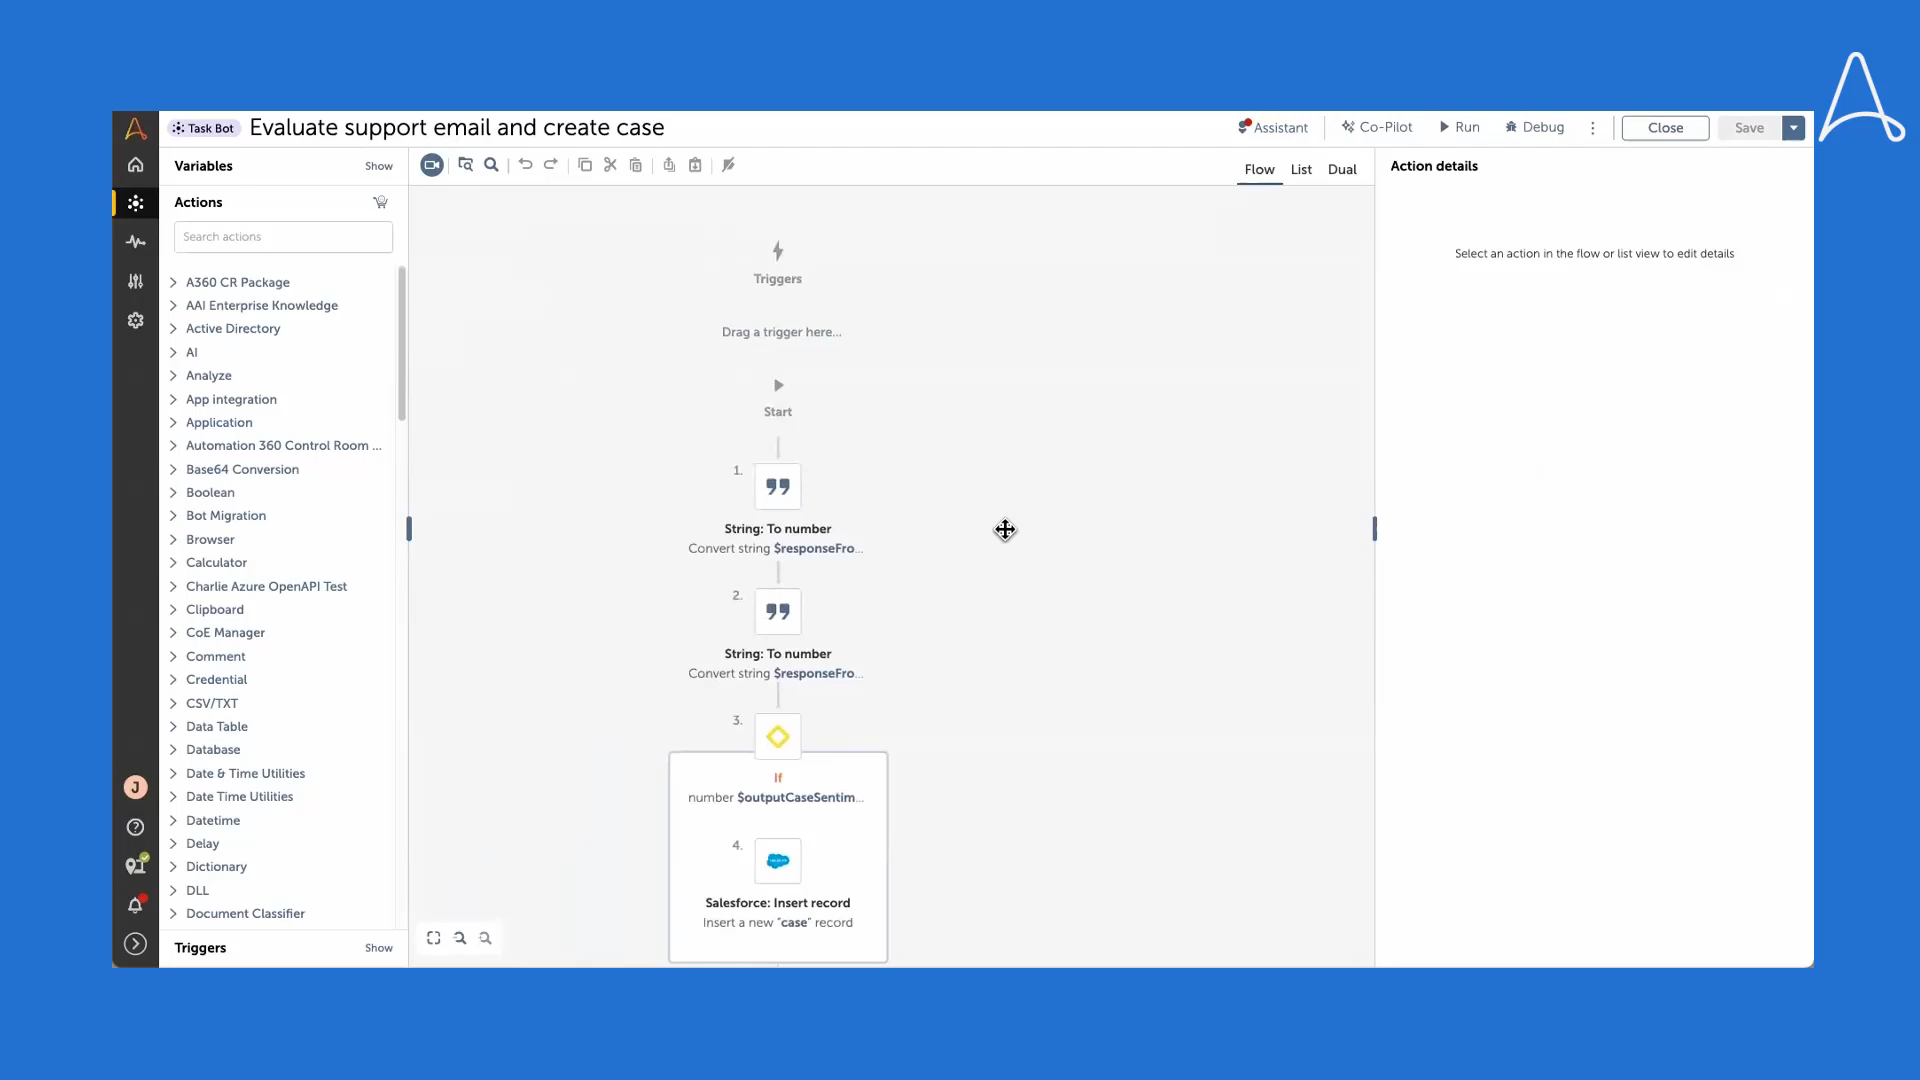 Task Bot
Evaluate support email and create case
Assistant
Co-Pilot
Run
Debug
Close
Save
Variables
Show
Actions
Search actions
A360 CR Package
AAI Enterprise Knowledge
Active Directory
AI
Analyze
App integration
Application
Automation 360 Control Room ...
Base64 Conversion
Boolean
Bot Migration
Browser
Calculator
Charlie Azure OpenAPI Test
Clipboard
CoE Manager
Comment
Credential
CSV/TXT
Data Table
Database
Date & Time Utilities
Date Time Utilities
Datetime
Delay
Dictionary
DLL
Document Classifier
Triggers
Show
J
Flow
List
Dual
Triggers
Drag a trigger here...
Start
1.
String: To number
Convert string $responseFro...
2.
String: To number
Convert string $responseFro...
3.
If
number $outputCaseSentim...
4.
Salesforce: Insert record
Insert a new "case" record
Action details
Select an action in the flow or list view to edit details